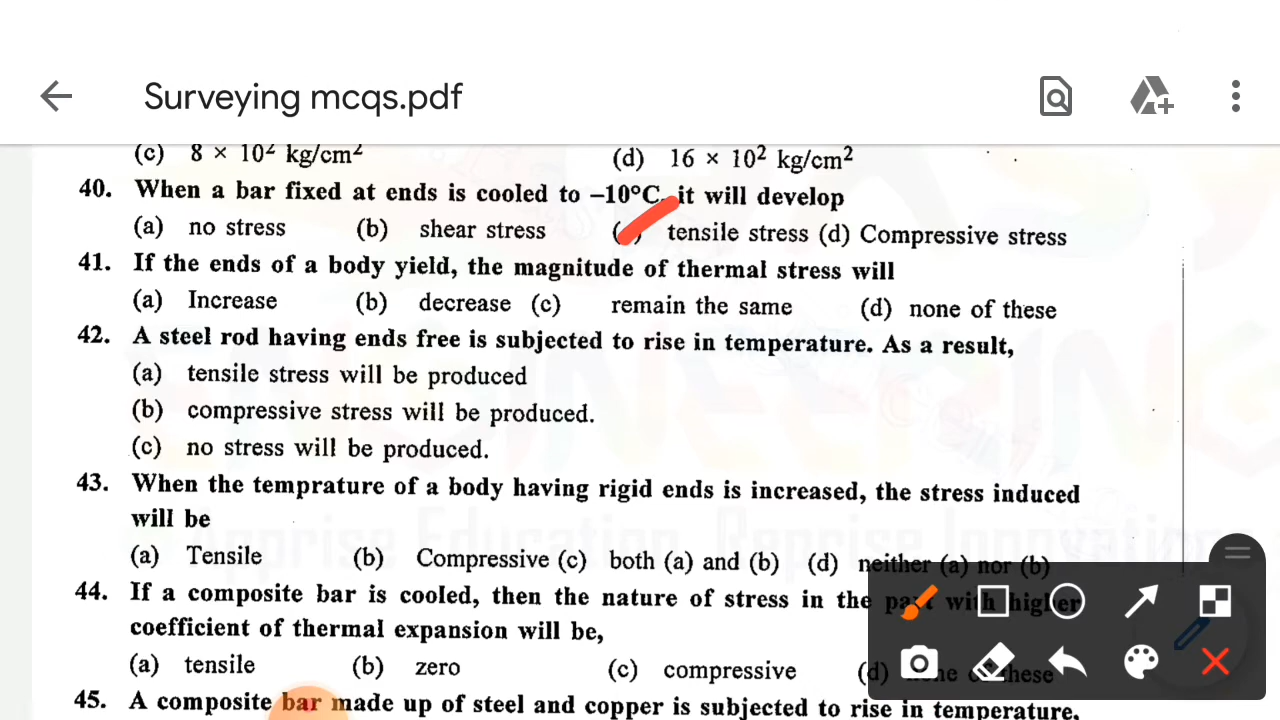 Surveying mcqs.pdf
(c) 8 × 10² kg/cm² (d) 16 × 10² kg/cm²
40. When a bar fixed at ends is cooled to –10°C, it will develop
(a) no stress (b) shear stress ( ) tensile stress (d) Compressive stress
41. If the ends of a body yield, the magnitude of thermal stress will
(a) Increase (b) decrease (c) remain the same (d) none of these
42. A steel rod having ends free is subjected to rise in temperature. As a result,
(a) tensile stress will be produced
(b) compressive stress will be produced.
(c) no stress will be produced.
43. When the temprature of a body having rigid ends is increased, the stress induced
will be
(a) Tensile (b) Compressive (c) both (a) and (b) (d) neither (a) nor (b)
44. If a composite bar is cooled, then the nature of stress in the part with higher
coefficient of thermal expansion will be,
(a) tensile (b) zero (c) compressive (d) these
45. A composite bar made up of steel and copper is subjected to rise in temperature,
Apprise Education, Reprise Innovations